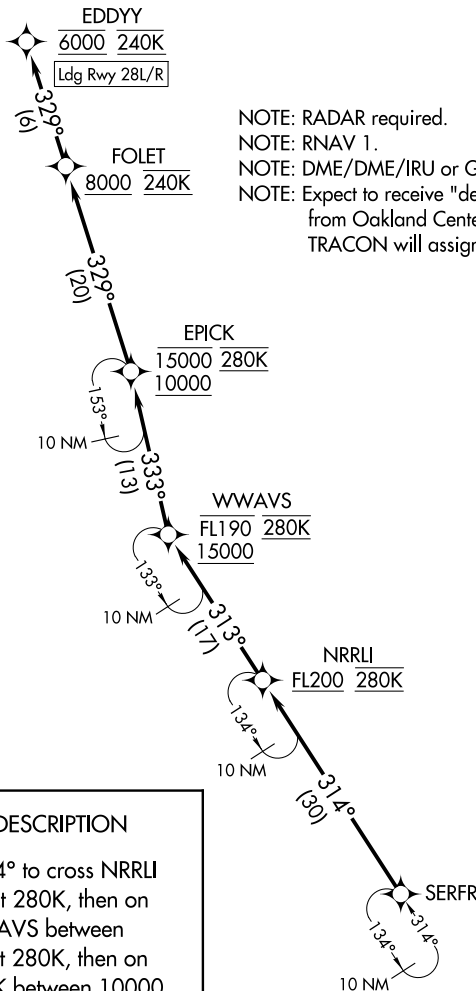 EDDYY
6000 240K
Ldg Rwy 28L/R
329°
(6)
FOLET
8000 240K
NOTE: RADAR required.
NOTE: RNAV 1.
NOTE: DME/DME/IRU or G
NOTE: Expect to receive "de
from Oakland Cente
TRACON will assign
329°
(20)
EPICK
15000 280K
10000
153°
10 NM
333°
(13)
WWAVS
FL190 280K
15000
133°
10 NM
313°
(17)
NRRLI
FL200 280K
134°
10 NM
314°
(30)
SERFR
134°
314°
10 NM
DESCRIPTION
4° to cross NRRLI
t 280K, then on
AVS between
t 280K, then on
K between 10000